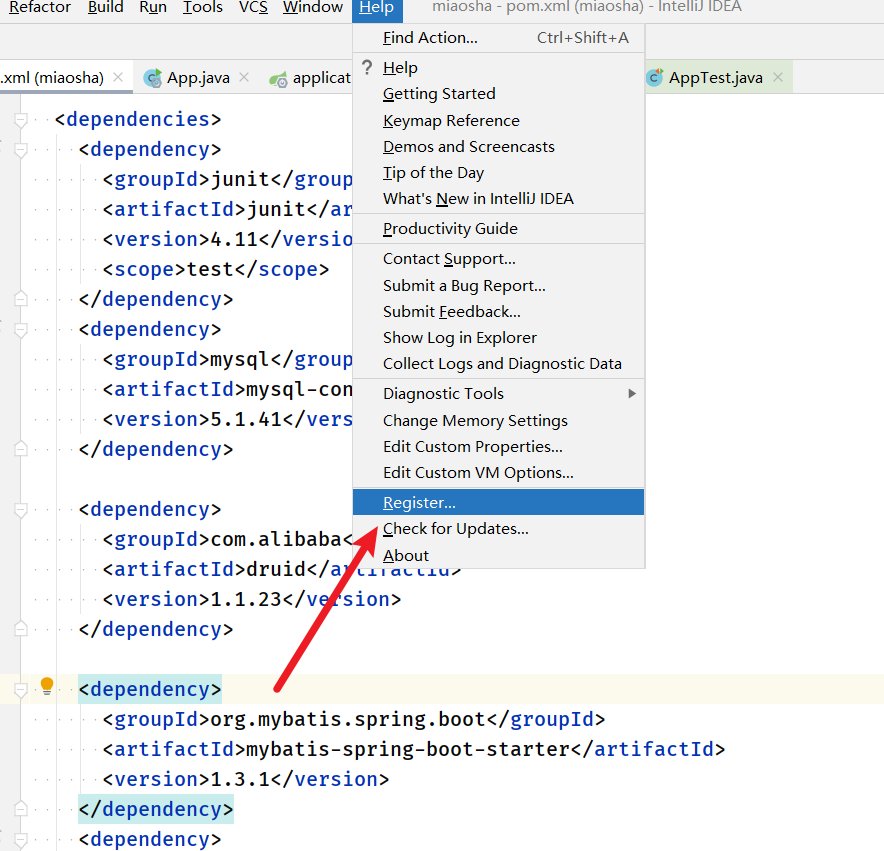 Refactor Build Run Tools VCS Window Help miaosha - pom.xml (miaosha) - IntelliJ IDEA
.xml (miaosha) App.java applicat AppTest.java
Find Action... Ctrl+Shift+A
? Help
Getting Started
Keymap Reference
Demos and Screencasts
Tip of the Day
What's New in IntelliJ IDEA
Productivity Guide
Contact Support...
Submit a Bug Report...
Submit Feedback...
Show Log in Explorer
Collect Logs and Diagnostic Data
Diagnostic Tools
Change Memory Settings
Edit Custom Properties...
Edit Custom VM Options...
Register...
Check for Updates...
About
<dependencies>
<dependency>
<groupId>junit</group
<artifactId>junit</ar
<version>4.11</versio
<scope>test</scope>
</dependency>
<dependency>
<groupId>mysql</group
<artifactId>mysql-con
<version>5.1.41</vers
</dependency>
<dependency>
<groupId>com.alibaba<
<artifactId>druid</artifactId>
<version>1.1.23</version>
</dependency>
<dependency>
<groupId>org.mybatis.spring.boot</groupId>
<artifactId>mybatis-spring-boot-starter</artifactId>
<version>1.3.1</version>
</dependency>
<dependency>